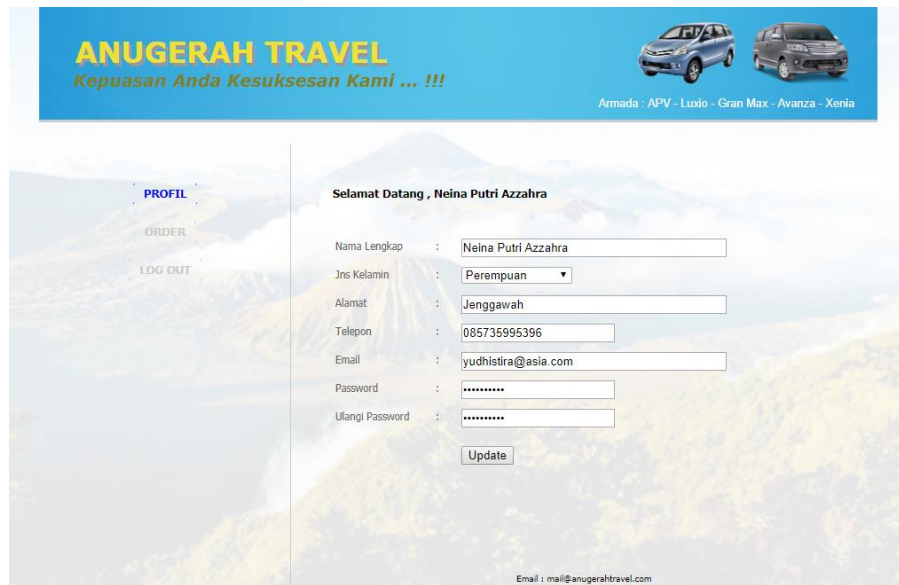 ANUGERAH TRAVEL
Kepuasan Anda Kesuksesan Kami ... !!!
Armada : APV - Luxio - Gran Max - Avanza - Xenia
PROFIL
ORDER
LOG OUT
Selamat Datang , Neina Putri Azzahra
Nama Lengkap : Neina Putri Azzahra
Jns Kelamin : Perempuan
Alamat : Jenggawah
Telepon : 085735995396
Email : yudhistira@asia.com
Password : ••••••••••
Ulangi Password : ••••••••••
Update
Email : mail@anugerahtravel.com